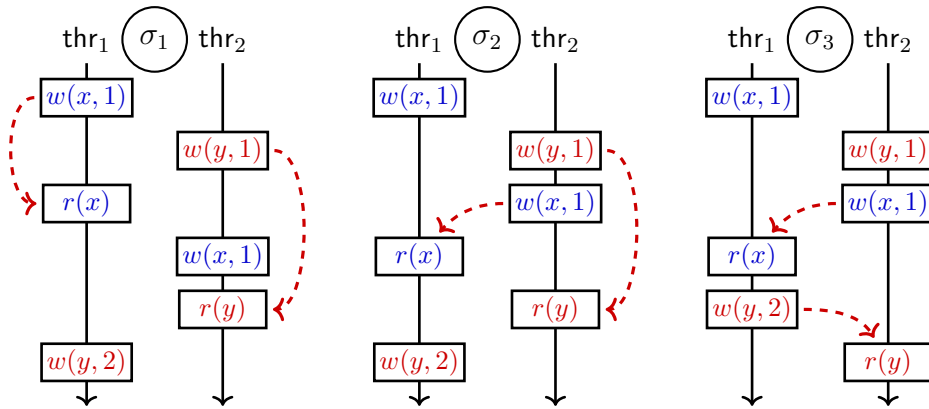 thr₁ σ₁ thr₂ thr₁ σ₂ thr₂ thr₁ σ₃ thr₂
w(x, 1) w(x, 1) w(x, 1)
w(y, 1) w(y, 1) w(y, 1)
r(x) w(x, 1) w(x, 1)
w(x, 1) r(x) r(x)
r(y) r(y) w(y, 2)
w(y, 2) w(y, 2) r(y)